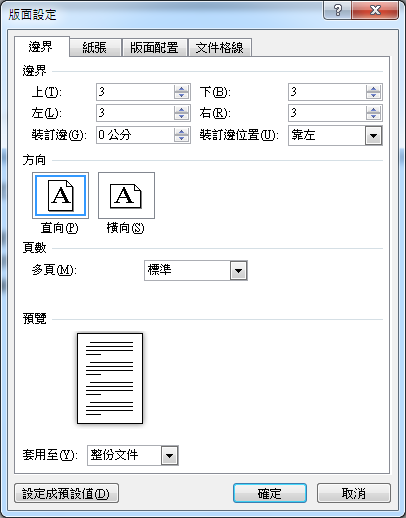 版面設定
邊界 紙張 版面配置 文件格線
邊界
上(T): 3 下(B): 3
左(L): 3 右(R): 3
裝訂邊(G): 0 公分 裝訂邊位置(U): 靠左
方向
A A
直向(P) 橫向(S)
頁數
多頁(M): 標準
預覽
套用至(Y): 整份文件
設定成預設值(D) 確定 取消